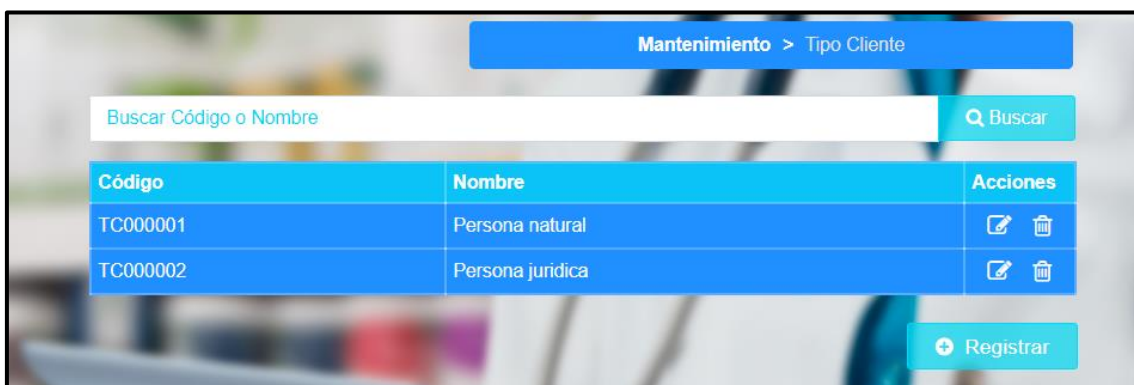 Mantenimiento > Tipo Cliente
Buscar Código o Nombre Buscar
Código Nombre Acciones
TC000001 Persona natural
TC000002 Persona juridica
Registrar